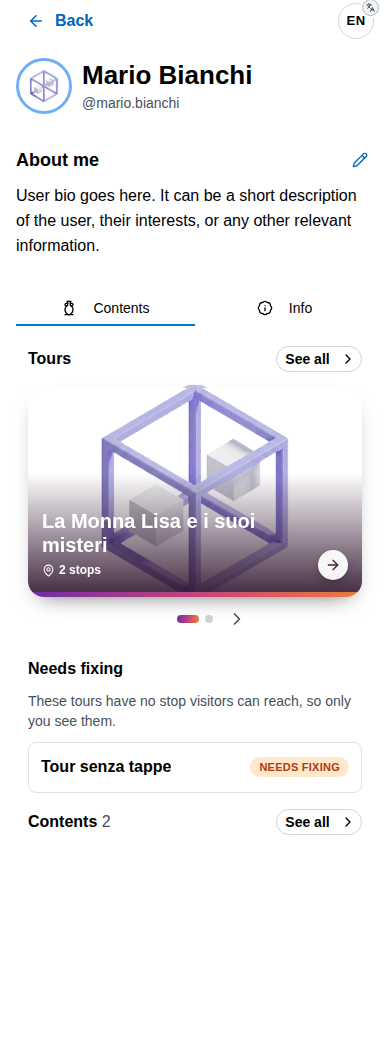 Back
EN
Mario Bianchi
@mario.bianchi
About me
User bio goes here. It can be a short description
of the user, their interests, or any other relevant
information.
Contents
Info
Tours
See all
La Monna Lisa e i suoi
misteri
2 stops
Needs fixing
These tours have no stop visitors can reach, so only
you see them.
Tour senza tappe
NEEDS FIXING
Contents 2
See all